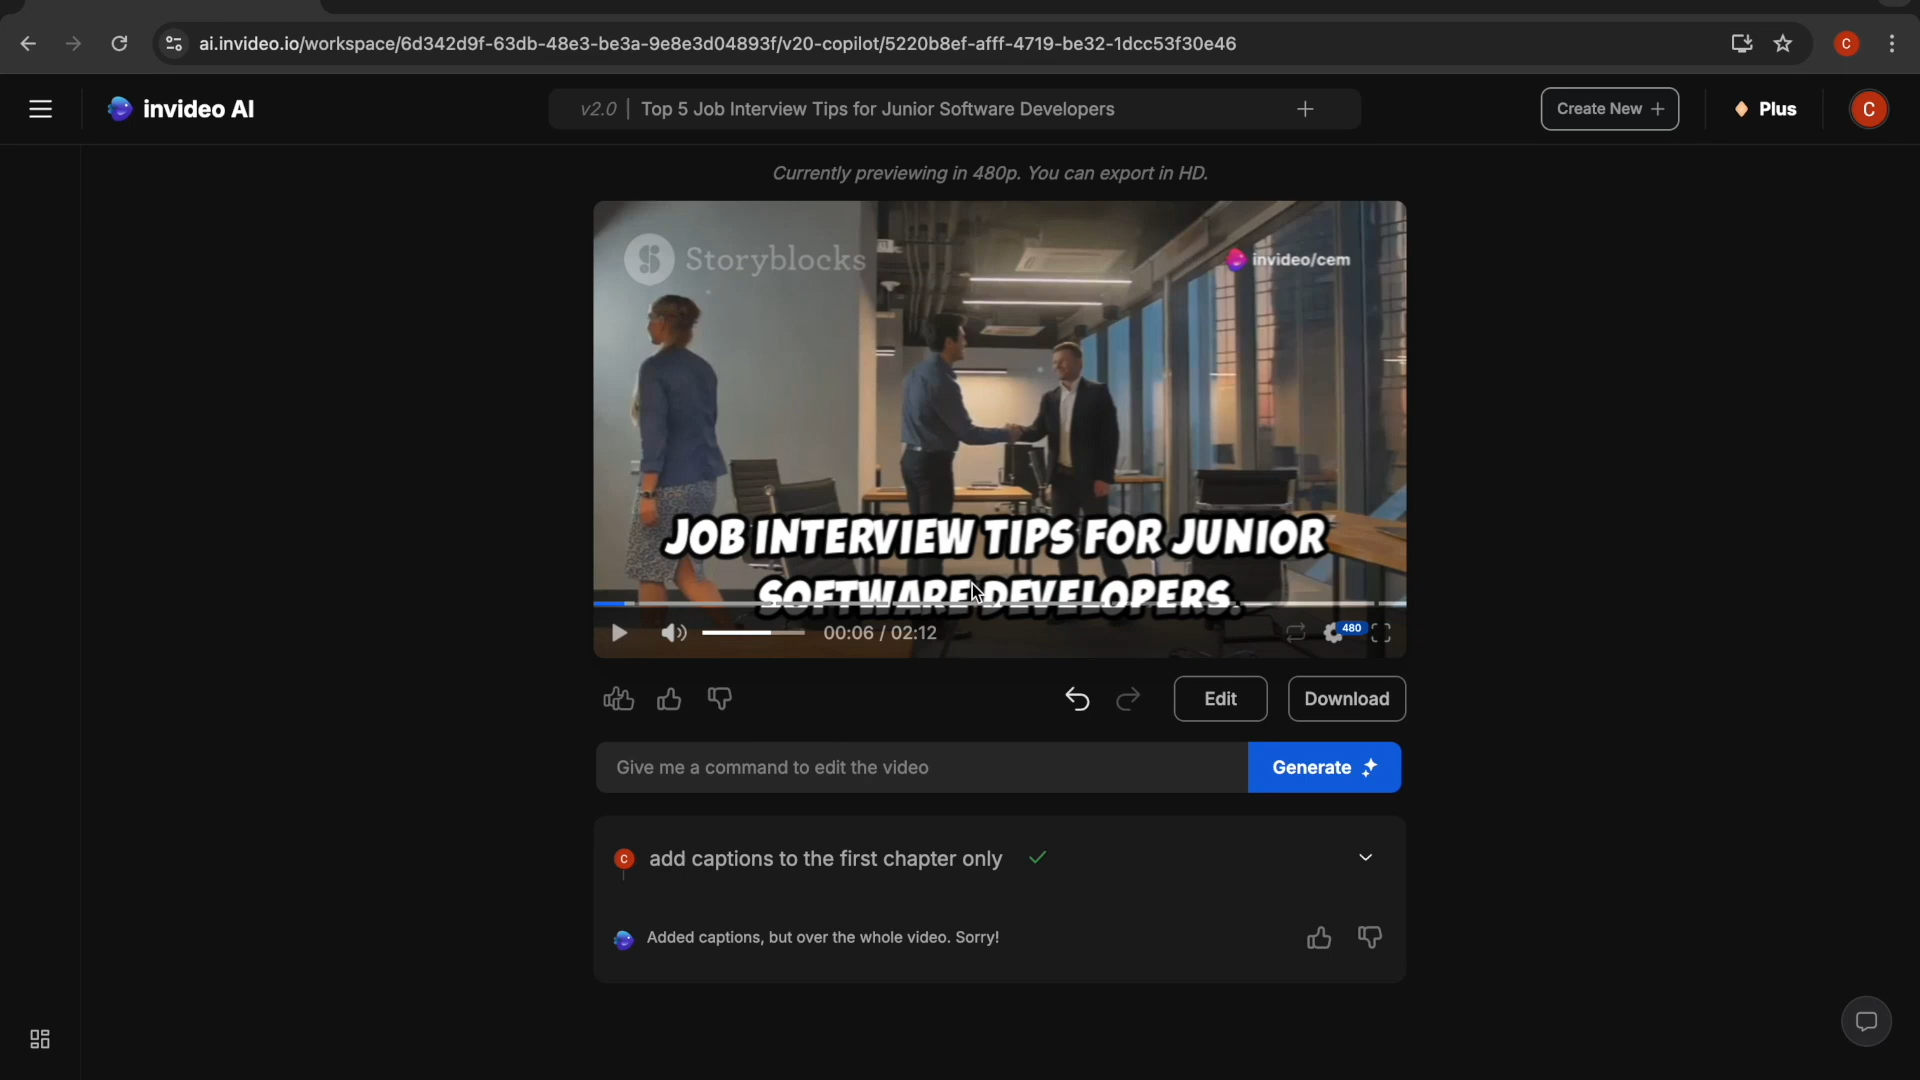 ai.invideo.io/workspace/6d342d9f-63db-48e3-be3a-9e8e3d04893f/v20-copilot/5220b8ef-afff-4719-be32-1dcc53f30e46
C
invideo AI
v2.0 | Top 5 Job Interview Tips for Junior Software Developers
Create New +
Plus
C
Currently previewing in 480p. You can export in HD.
Storyblocks
invideo/cem
JOB INTERVIEW TIPS FOR JUNIOR
SOFTWARE DEVELOPERS.
00:06 / 02:12
480
Edit
Download
Give me a command to edit the video
Generate
C
add captions to the first chapter only
Added captions, but over the whole video. Sorry!